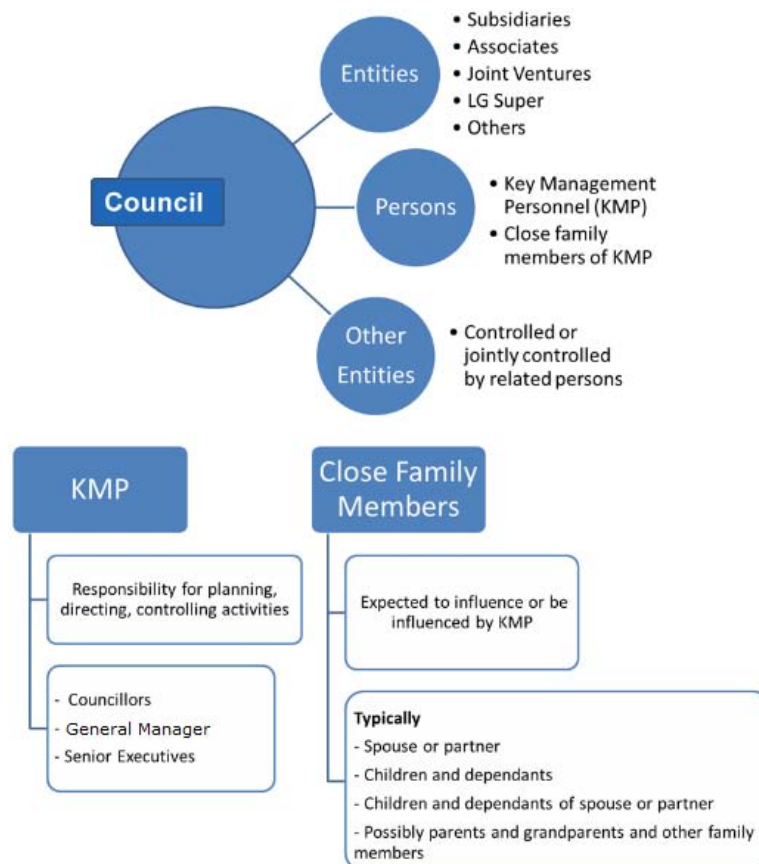 • Subsidiaries
• Associates
• Joint Ventures
• LG Super
• Others
Entities
Council
Persons
• Key Management
Personnel (KMP)
• Close family
members of KMP
Other
Entities
• Controlled or
jointly controlled
by related persons
KMP
Responsibility for planning,
directing, controlling activities
- Councillors
- General Manager
- Senior Executives
Close Family
Members
Expected to influence or be
influenced by KMP
Typically
- Spouse or partner
- Children and dependants
- Children and dependants of spouse or partner
- Possibly parents and grandparents and other family
members